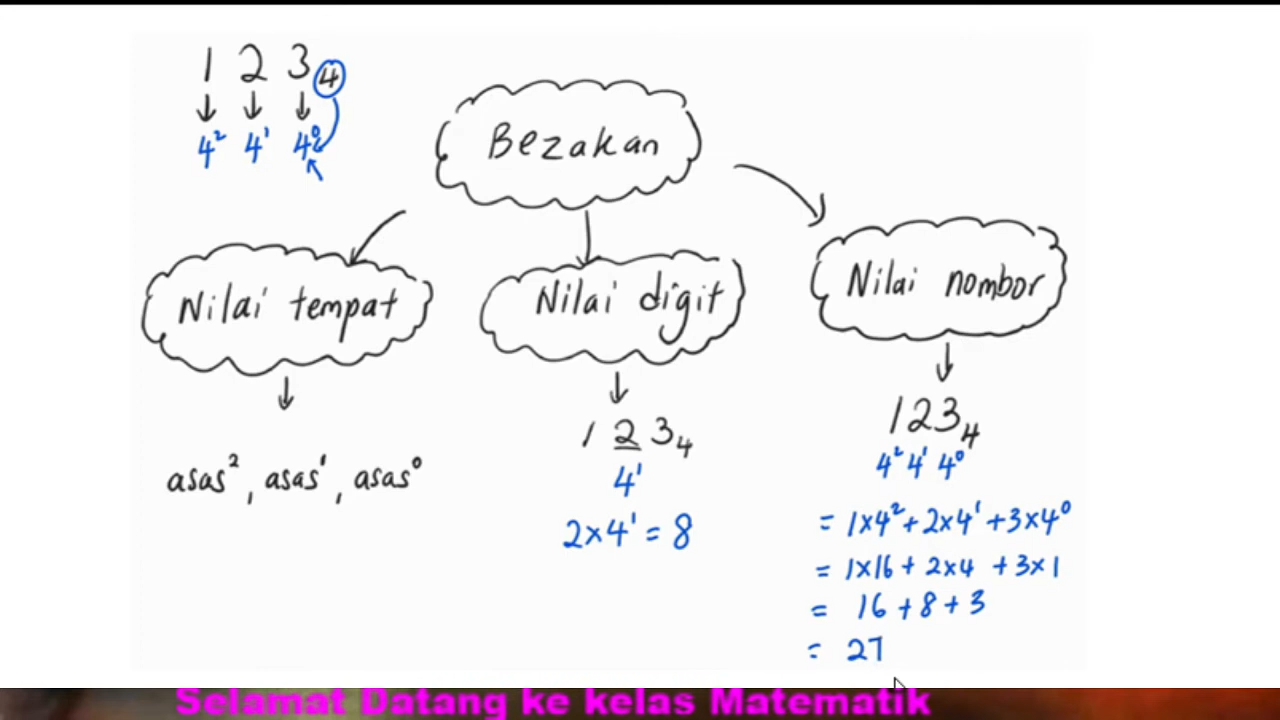 1 2 3₄
4² 4¹ 4⁰
Bezakan
Nilai tempat
asas², asas¹, asas⁰
Nilai digit
1 2 3₄
4¹
2×4¹ = 8
Nilai nombor
123₄
4² 4¹ 4⁰
= 1×4² + 2×4¹ + 3×4⁰
= 1×16 + 2×4 + 3×1
= 16 + 8 + 3
= 27
Selamat Datang ke kelas Matematik